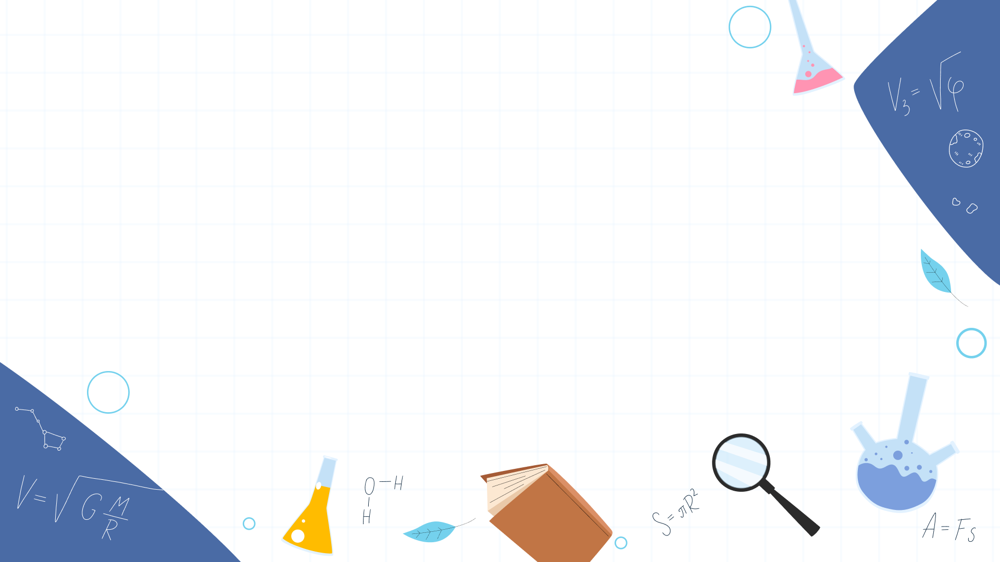 V₃ = √φ
V = √G M/R
O — H
H
S = πR²
A = Fs